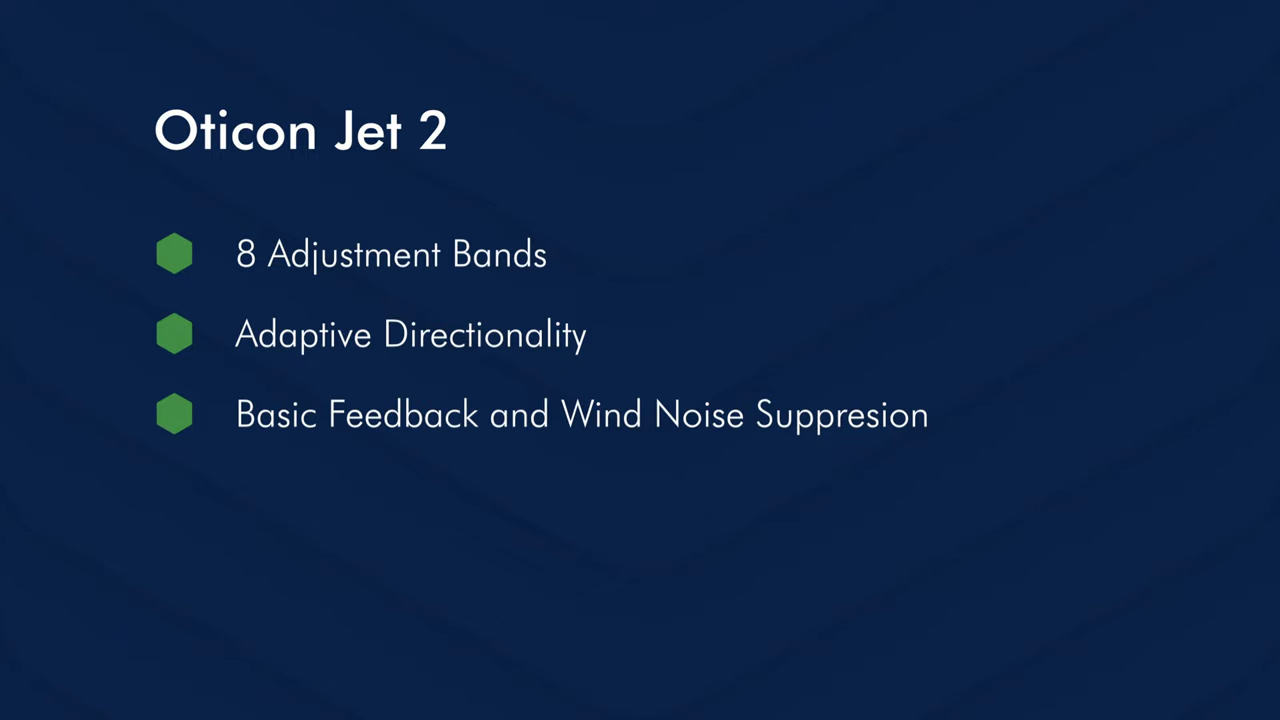 Oticon Jet 2
8 Adjustment Bands
Adaptive Directionality
Basic Feedback and Wind Noise Suppresion